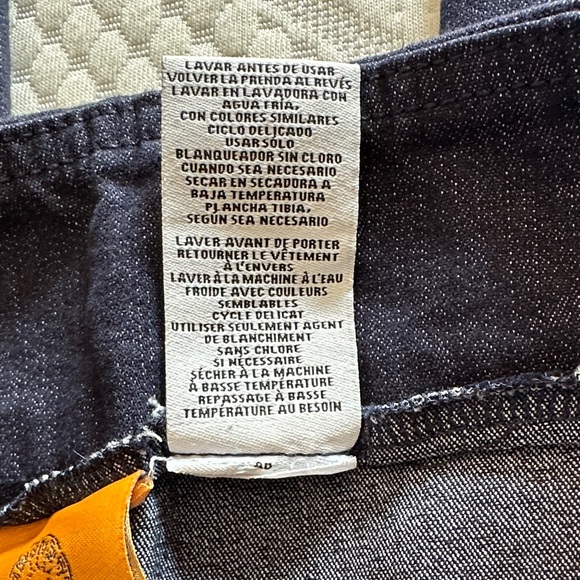 LAVAR ANTES DE USAR
VOLVER LA PRENDA AL REVÉS
LAVAR EN LAVADORA CON
AGUA FRÍA,
CON COLORES SIMILARES
CICLO DELICADO
USAR SÓLO
BLANQUEADOR SIN CLORO
CUANDO SEA NECESARIO
SECAR EN SECADORA A
BAJA TEMPERATURA
PLANCHA TIBIA,
SEGÚN SEA NECESARIO
LAVER AVANT DE PORTER
RETOURNER LE VÊTEMENT
À L'ENVERS
LAVER À LA MACHINE À L'EAU
FROIDE AVEC COULEURS
SEMBLABLES
CYCLE DELICAT
UTILISER SEULEMENT AGENT
DE BLANCHIMENT
SANS CHLORE
SI NÉCESSAIRE
SÉCHER À LA MACHINE
À BASSE TEMPÉRATURE
REPASSAGE À BASSE
TEMPÉRATURE AU BESOIN